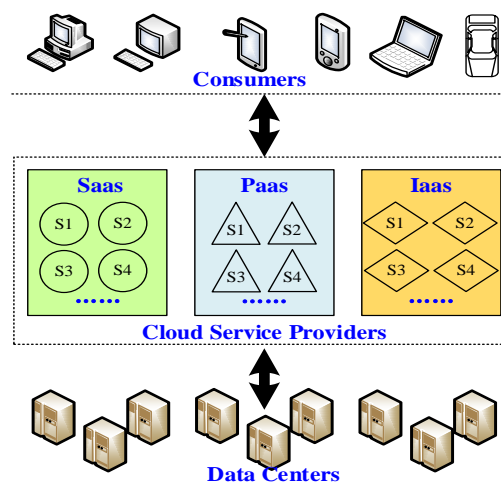 Consumers
Saas Paas Iaas
S1 S2 S1 S2 S1 S2
S3 S4 S3 S4 S3 S4
...... ...... ......
Cloud Service Providers
Data Centers